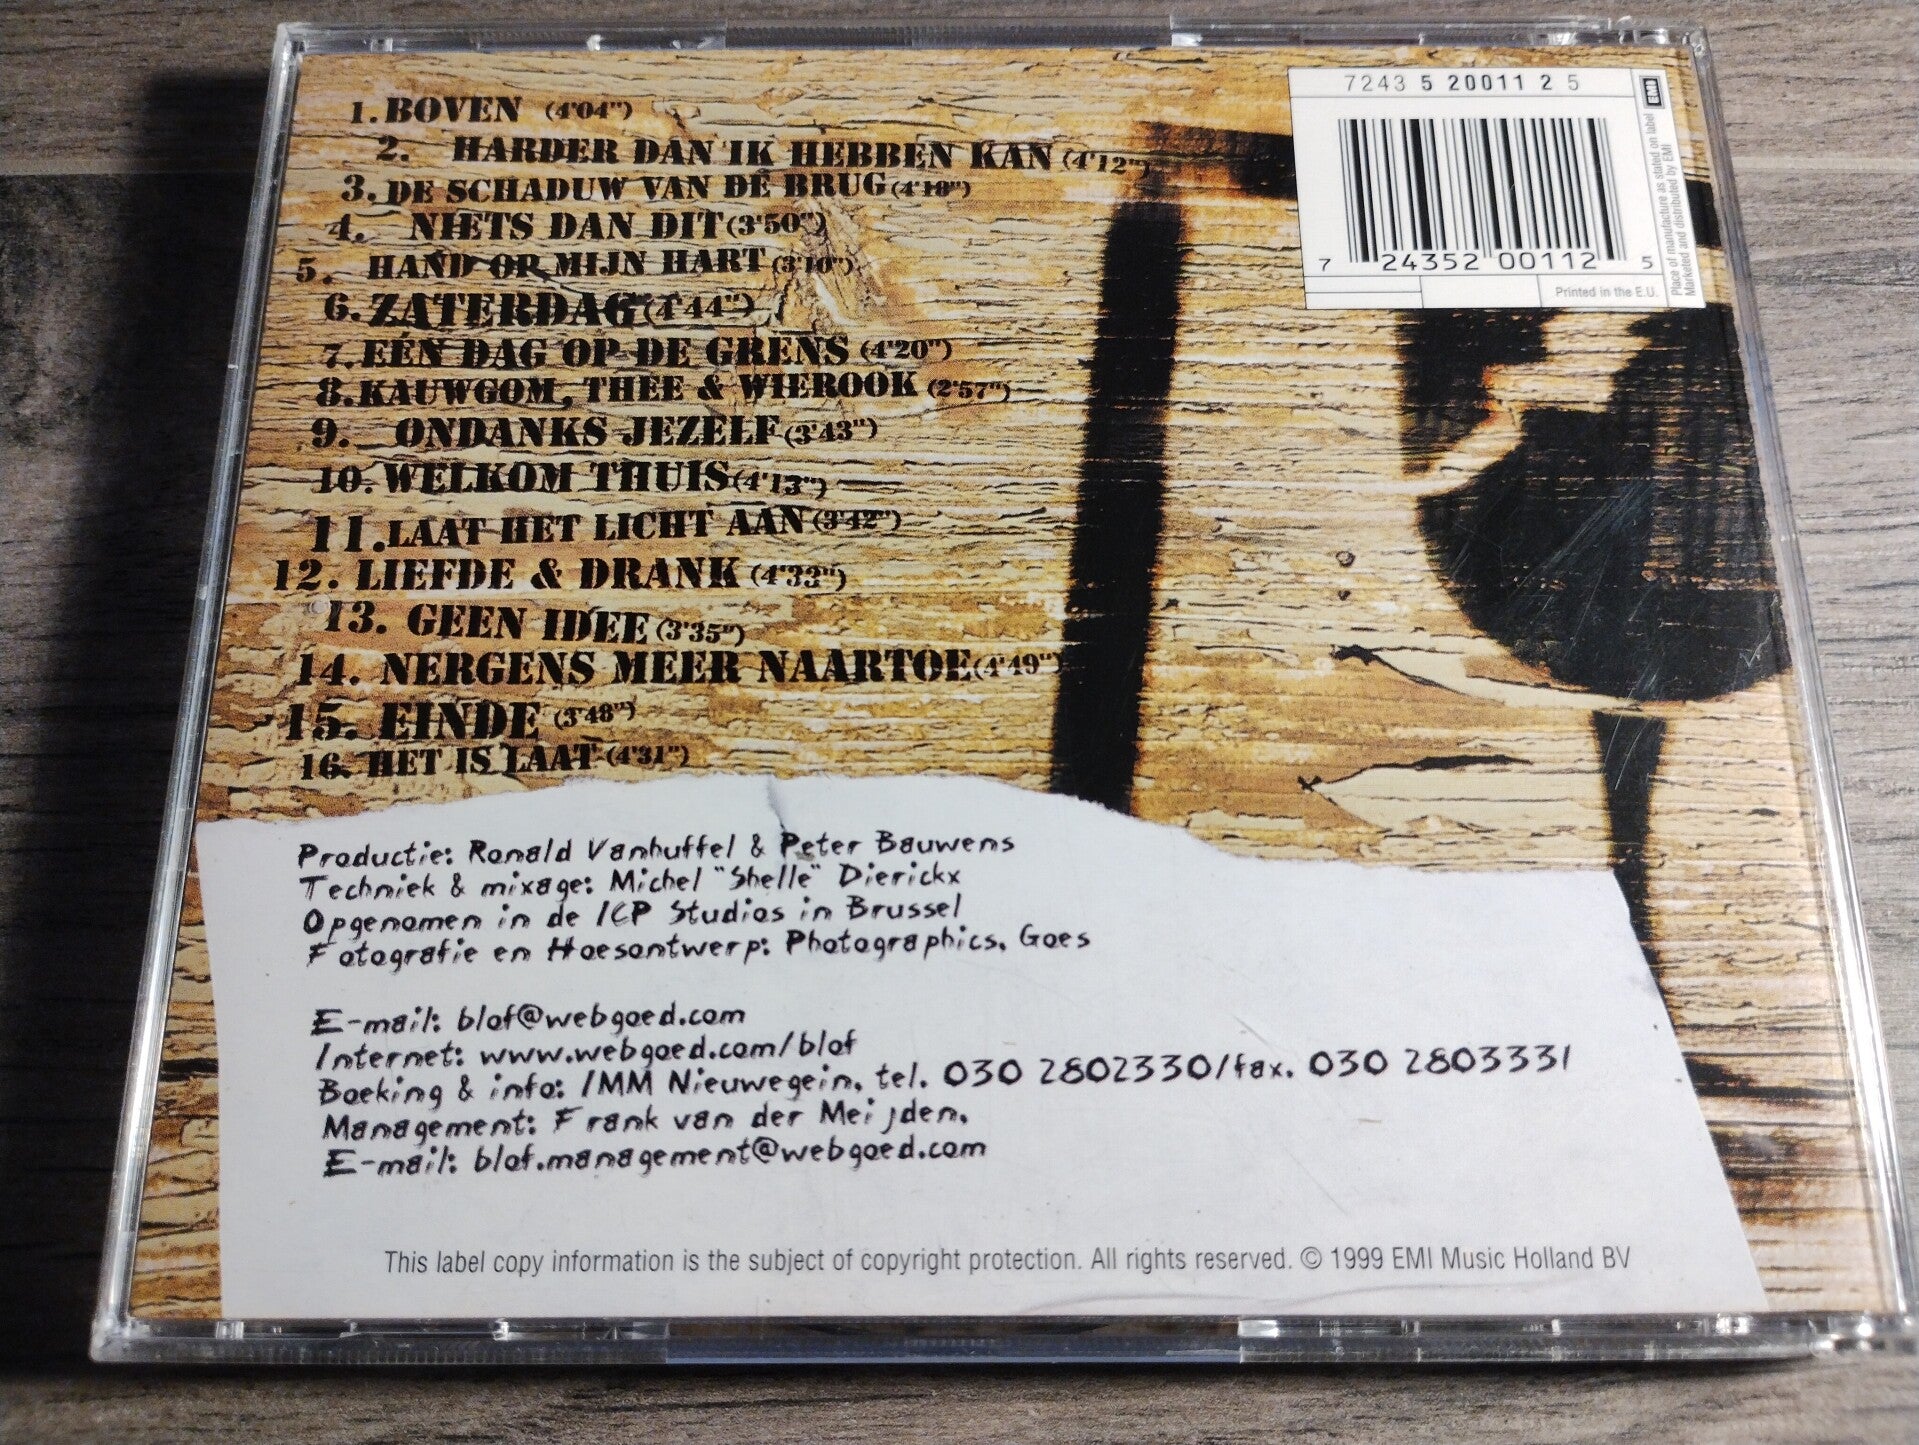 1. BOVEN (4'04")
2. HARDER DAN IK HEBBEN KAN (4'12")
3. DE SCHADUW VAN DE BRUG (4'18")
4. NIETS DAN DIT (3'50")
5. HAND OP MIJN HART (3'10")
6. ZATERDAG (4'44")
7. EÉN DAG OP DE GRENS (4'20")
8. KAUWGOM, THEE & WIEROOK (2'57")
9. ONDANKS JEZELF (3'43")
10. WELKOM THUIS (4'13")
11. LAAT HET LICHT AAN (3'42")
12. LIEFDE & DRANK (4'33")
13. GEEN IDEE (3'35")
14. NERGENS MEER NAARTOE (4'49")
15. EINDE (3'48")
16. HET IS LAAT (4'31")
7243 5 20011 2 5
7 24352 00112 5
Printed in the E.U.
EMI
Place of manufacture as stated on label
Marketed and distributed by EMI
Productie: Ronald Vanhuffel & Peter Bauwens
Techniek & mixage: Michel "Shelle" Dierickx
Opgenomen in de ICP Studios in Brussel
Fotografie en Hoesontwerp: Photographics. Goes
E-mail: blof@webgoed.com
Internet: www.webgoed.com/blof
Boeking & info: IMM Nieuwegein. tel. 030 2802330/fax. 030 2803331
Management: Frank van der Meijden.
E-mail: blof.management@webgoed.com
This label copy information is the subject of copyright protection. All rights reserved. © 1999 EMI Music Holland BV